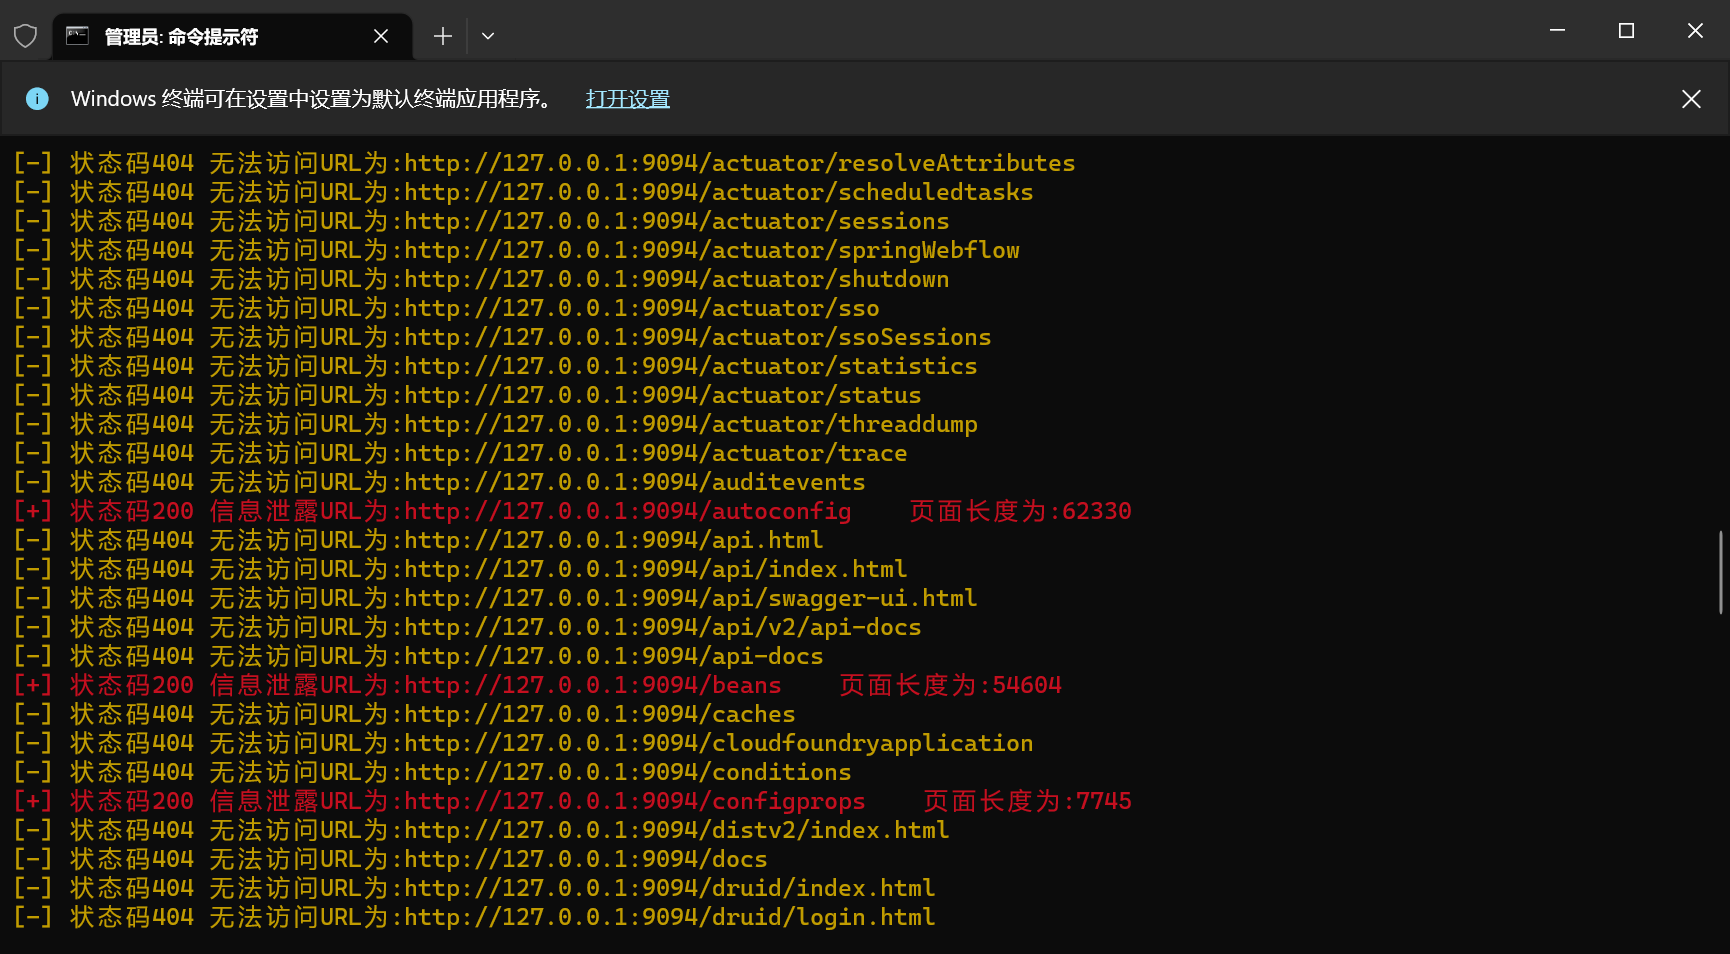 管理员: 命令提示符
Windows 终端可在设置中设置为默认终端应用程序。 打开设置
[-] 状态码404 无法访问URL为:http://127.0.0.1:9094/actuator/resolveAttributes
[-] 状态码404 无法访问URL为:http://127.0.0.1:9094/actuator/scheduledtasks
[-] 状态码404 无法访问URL为:http://127.0.0.1:9094/actuator/sessions
[-] 状态码404 无法访问URL为:http://127.0.0.1:9094/actuator/springWebflow
[-] 状态码404 无法访问URL为:http://127.0.0.1:9094/actuator/shutdown
[-] 状态码404 无法访问URL为:http://127.0.0.1:9094/actuator/sso
[-] 状态码404 无法访问URL为:http://127.0.0.1:9094/actuator/ssoSessions
[-] 状态码404 无法访问URL为:http://127.0.0.1:9094/actuator/statistics
[-] 状态码404 无法访问URL为:http://127.0.0.1:9094/actuator/status
[-] 状态码404 无法访问URL为:http://127.0.0.1:9094/actuator/threaddump
[-] 状态码404 无法访问URL为:http://127.0.0.1:9094/actuator/trace
[-] 状态码404 无法访问URL为:http://127.0.0.1:9094/auditevents
[+] 状态码200 信息泄露URL为:http://127.0.0.1:9094/autoconfig    页面长度为:62330
[-] 状态码404 无法访问URL为:http://127.0.0.1:9094/api.html
[-] 状态码404 无法访问URL为:http://127.0.0.1:9094/api/index.html
[-] 状态码404 无法访问URL为:http://127.0.0.1:9094/api/swagger-ui.html
[-] 状态码404 无法访问URL为:http://127.0.0.1:9094/api/v2/api-docs
[-] 状态码404 无法访问URL为:http://127.0.0.1:9094/api-docs
[+] 状态码200 信息泄露URL为:http://127.0.0.1:9094/beans    页面长度为:54604
[-] 状态码404 无法访问URL为:http://127.0.0.1:9094/caches
[-] 状态码404 无法访问URL为:http://127.0.0.1:9094/cloudfoundryapplication
[-] 状态码404 无法访问URL为:http://127.0.0.1:9094/conditions
[+] 状态码200 信息泄露URL为:http://127.0.0.1:9094/configprops    页面长度为:7745
[-] 状态码404 无法访问URL为:http://127.0.0.1:9094/distv2/index.html
[-] 状态码404 无法访问URL为:http://127.0.0.1:9094/docs
[-] 状态码404 无法访问URL为:http://127.0.0.1:9094/druid/index.html
[-] 状态码404 无法访问URL为:http://127.0.0.1:9094/druid/login.html